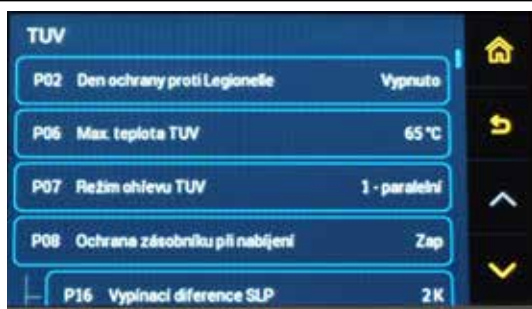 TUV
P02 Den ochrany proti Legionelle Vypnuto
P06 Max. teplota TUV 65 °C
P07 Režim ohřevu TUV 1 - paralelní
P08 Ochrana zásobníku při nabíjení Zap
P16 Vypínací diference SLP 2 K